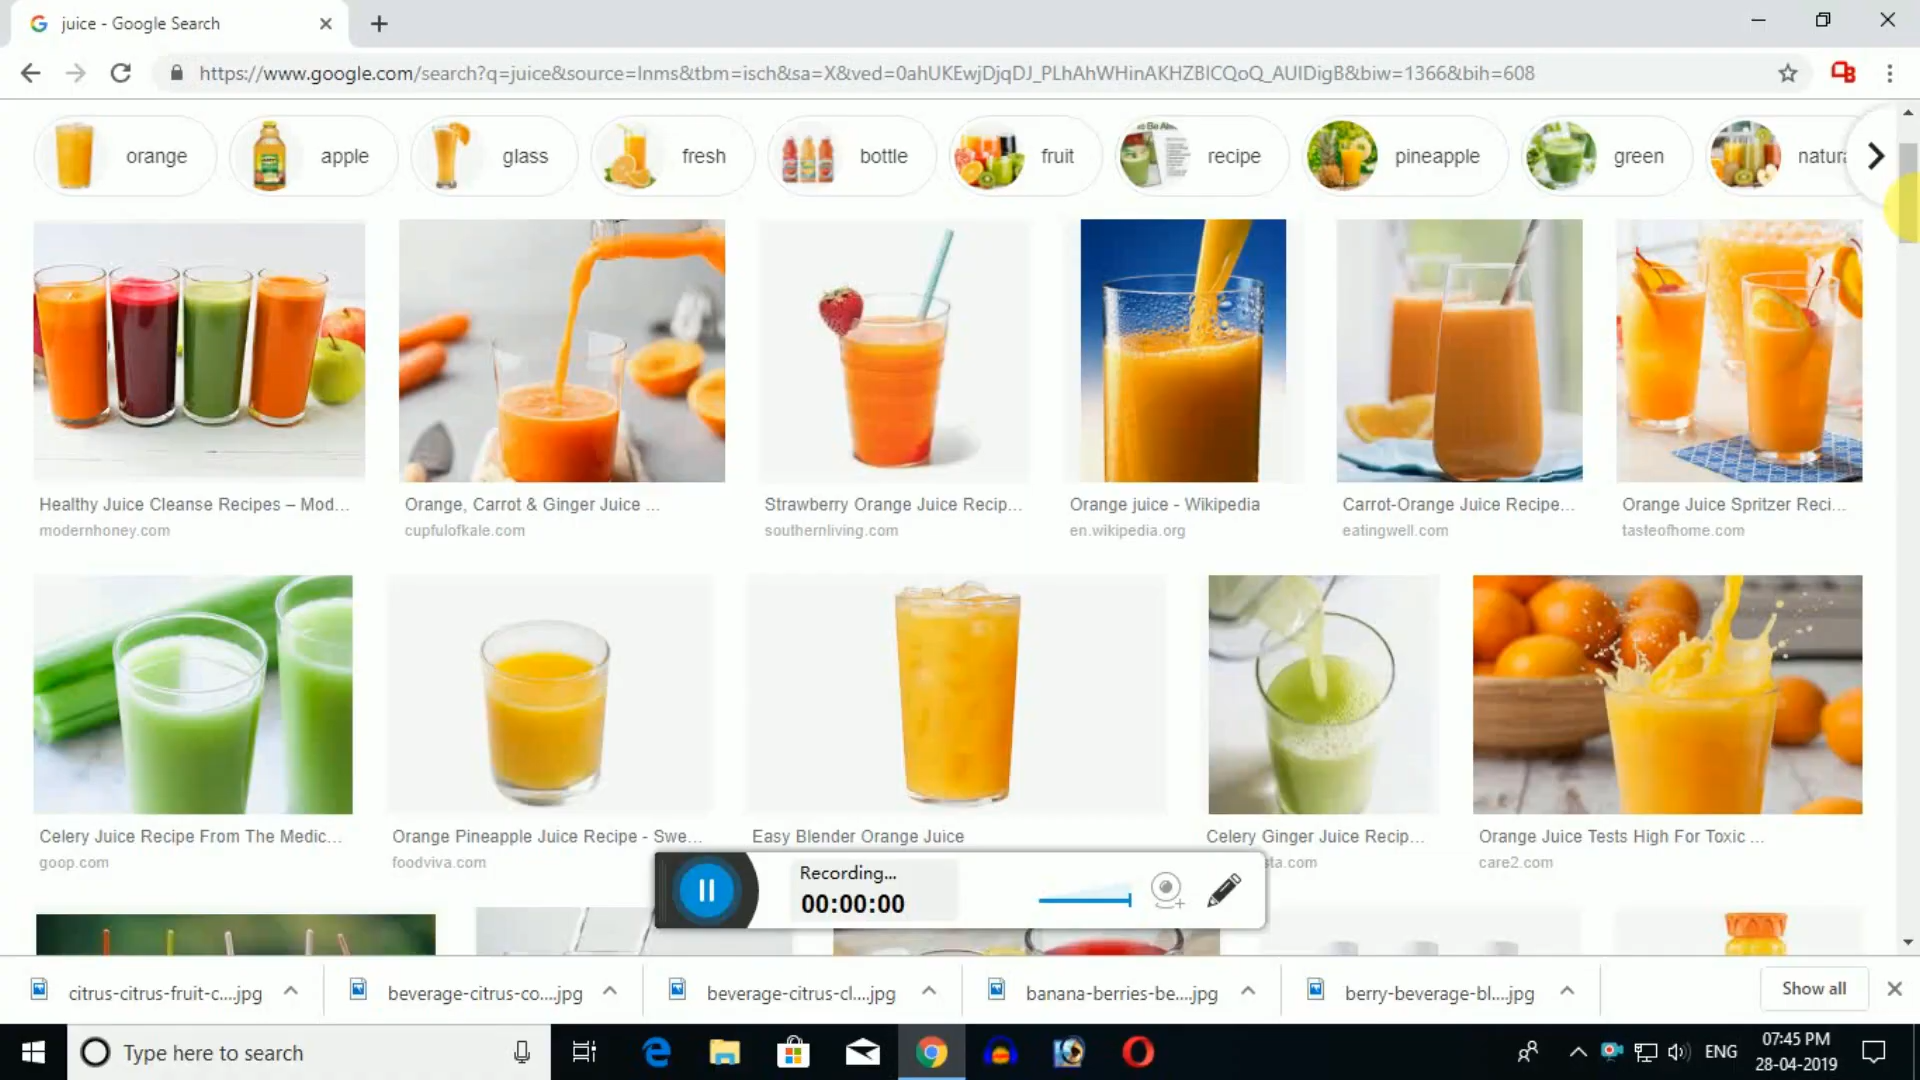 juice - Google Search
https://www.google.com/search?q=juice&source=lnms&tbm=isch&sa=X&ved=0ahUKEwjDjqDJ_PLhAhWHinAKHZBlCQoQ_AUIDigB&biw=1366&bih=608
orange
apple
glass
fresh
bottle
fruit
recipe
pineapple
green
Healthy Juice Cleanse Recipes – Mod...
modernhoney.com
Orange, Carrot & Ginger Juice ...
cupfulofkale.com
Strawberry Orange Juice Recip...
southernliving.com
Orange juice - Wikipedia
en.wikipedia.org
Carrot-Orange Juice Recipe...
eatingwell.com
Orange Juice Spritzer Reci...
tasteofhome.com
Celery Juice Recipe From The Medic...
goop.com
Orange Pineapple Juice Recipe - Swe...
foodviva.com
Easy Blender Orange Juice
Celery Ginger Juice Recip...
sta.com
Orange Juice Tests High For Toxic ...
care2.com
Recording...
00:00:00
citrus-citrus-fruit-c....jpg
beverage-citrus-co....jpg
beverage-citrus-cl....jpg
banana-berries-be....jpg
berry-beverage-bl....jpg
Show all
Type here to search
ENG
07:45 PM
28-04-2019